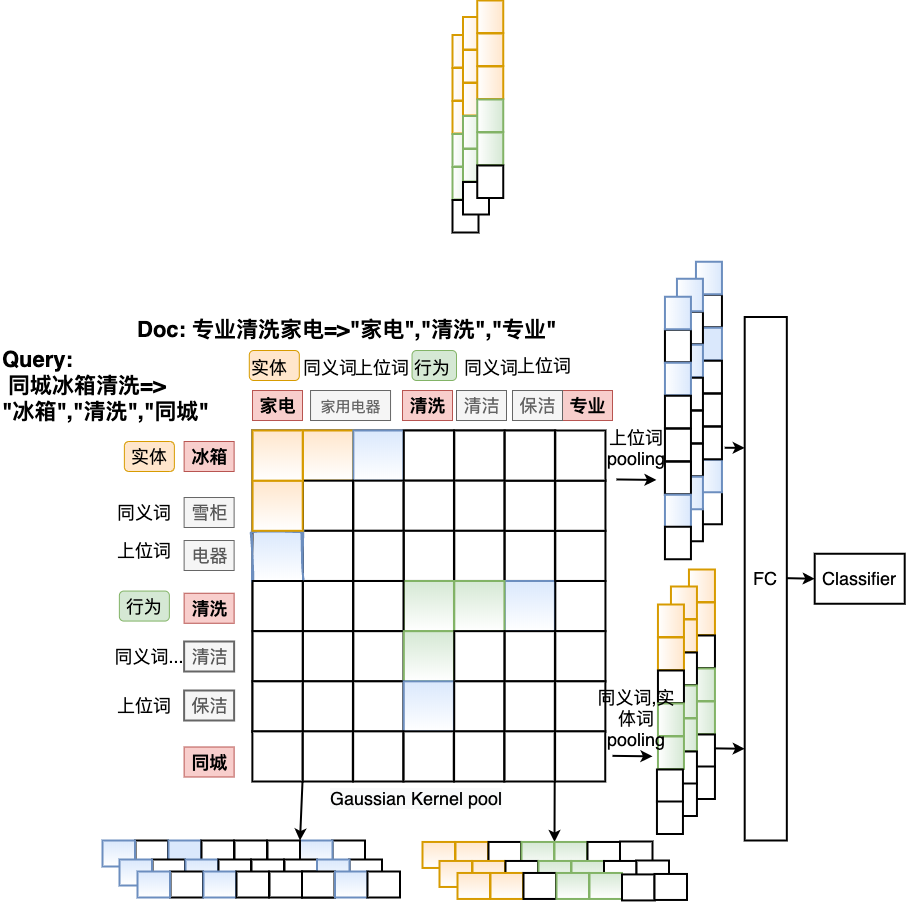 Doc: 专业清洗家电=>"家电","清洗","专业"
Query:
同城冰箱清洗=>
"冰箱","清洗","同城"
实体 同义词 上位词 行为 同义词 上位词
家电 家用电器 清洗 清洁 保洁 专业
实体 冰箱
同义词 雪柜
上位词 电器
行为 清洗
同义词... 清洁
上位词 保洁
同城
上位词
pooling
同义词,实
体词
pooling
Gaussian Kernel pool
FC
Classifier